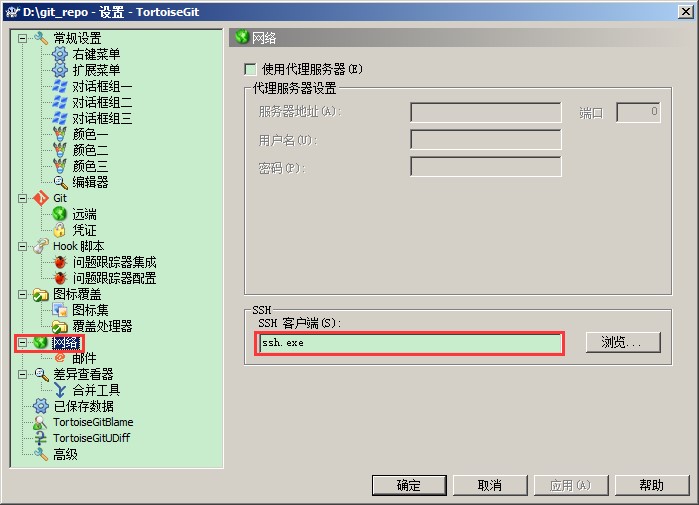 D:\git_repo - 设置 - TortoiseGit
常规设置
右键菜单
扩展菜单
对话框组一
对话框组二
对话框组三
颜色一
颜色二
颜色三
编辑器
Git
远端
凭证
Hook 脚本
问题跟踪器集成
问题跟踪器配置
图标覆盖
图标集
覆盖处理器
网络
邮件
差异查看器
合并工具
已保存数据
TortoiseGitBlame
TortoiseGitUDiff
高级
网络
使用代理服务器(E)
代理服务器设置
服务器地址(A): 端口 0
用户名(U):
密码(P):
SSH
SSH 客户端(S):
ssh.exe 浏览...
确定 取消 应用(A) 帮助